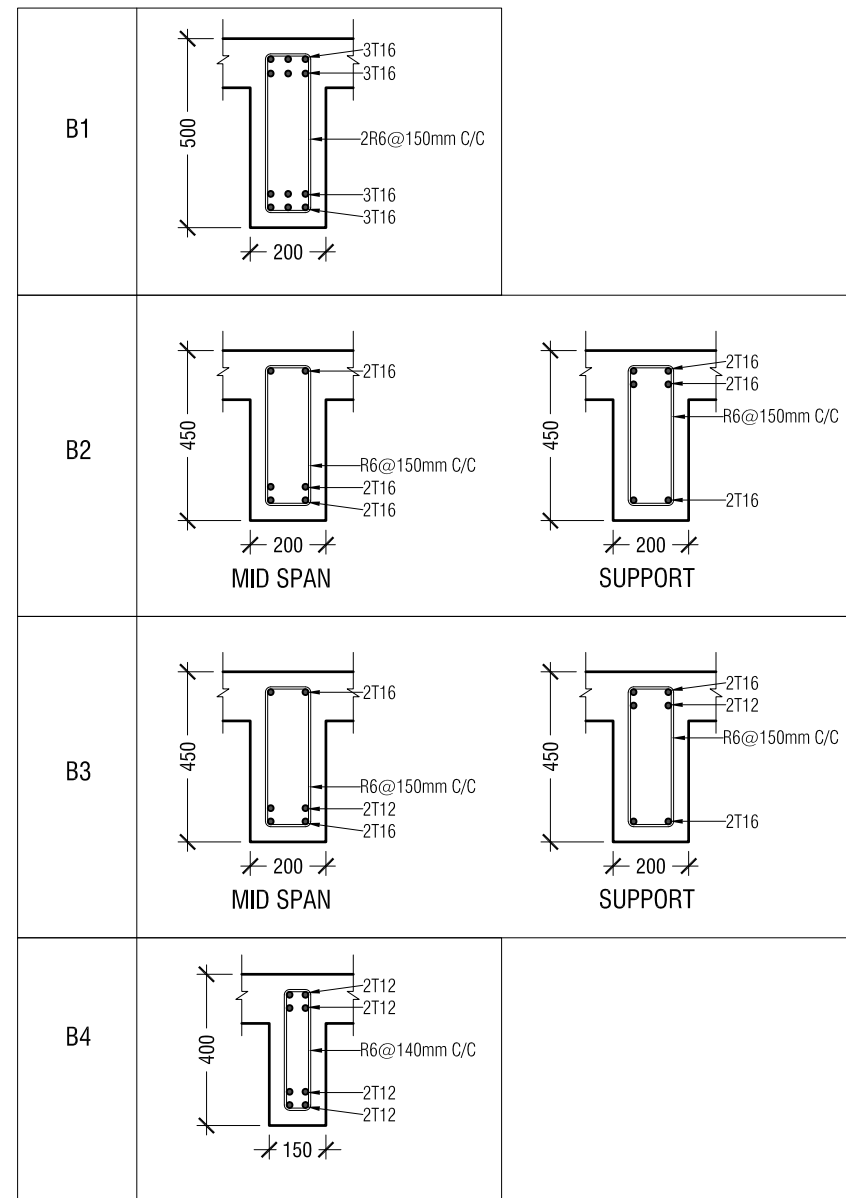 B1
500
3T16
3T16
2R6@150mm C/C
3T16
3T16
200
B2
450
2T16
R6@150mm C/C
2T16
2T16
200
MID SPAN
450
2T16
2T16
R6@150mm C/C
2T16
200
SUPPORT
B3
450
2T16
R6@150mm C/C
2T12
2T16
200
MID SPAN
450
2T16
2T12
R6@150mm C/C
2T16
200
SUPPORT
B4
400
2T12
2T12
R6@140mm C/C
2T12
2T12
150